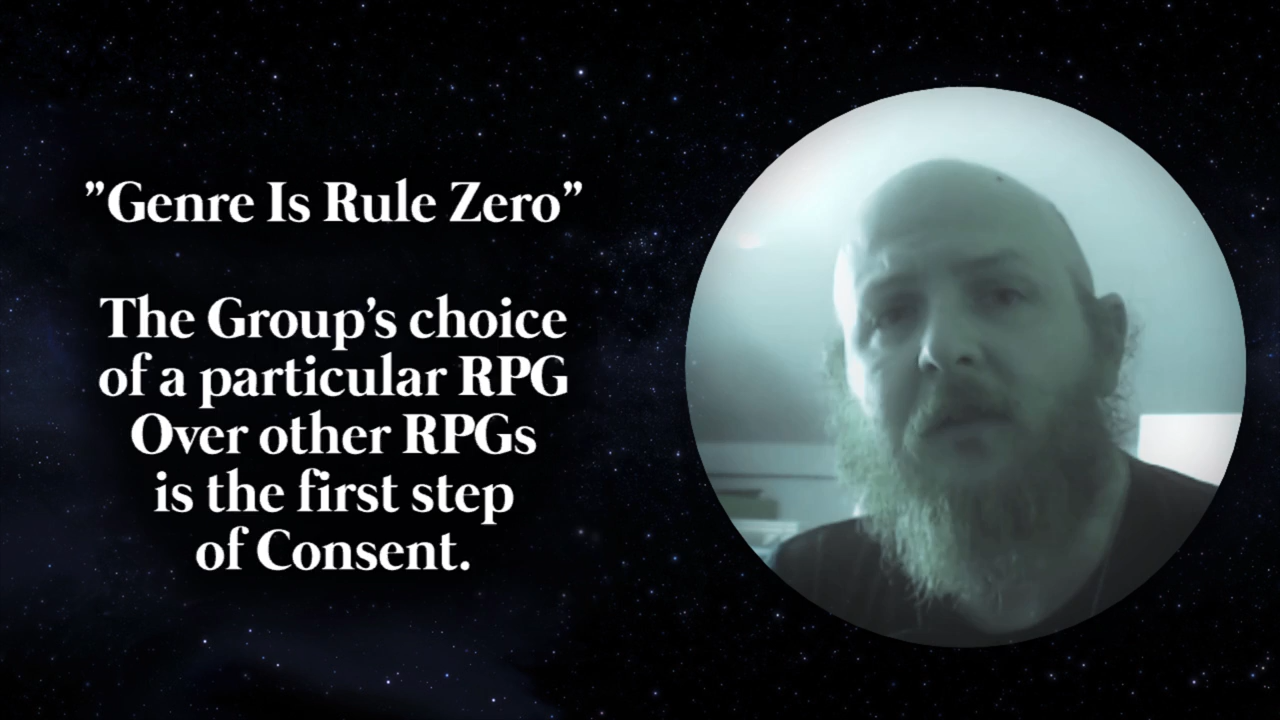 ”Genre Is Rule Zero”
The Group’s choice
of a particular RPG
Over other RPGs
is the first step
of Consent.